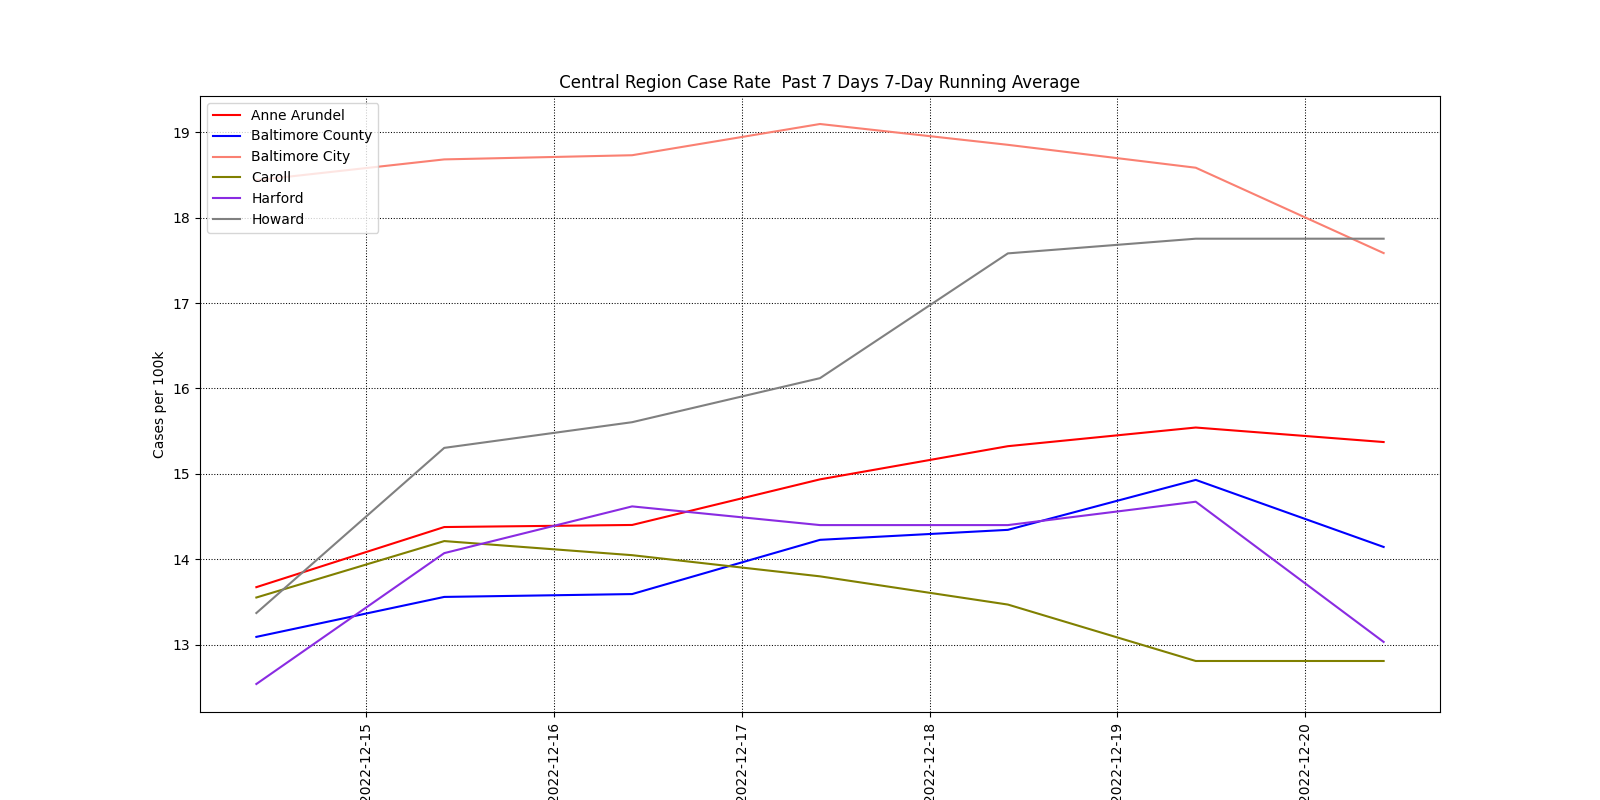 Central Region Case Rate  Past 7 Days 7-Day Running Average
Anne Arundel
Baltimore County
Baltimore City
Caroll
Harford
Howard
19
18
17
16
15
14
13
Cases per 100k
2022-12-15
2022-12-16
2022-12-17
2022-12-18
2022-12-19
2022-12-20